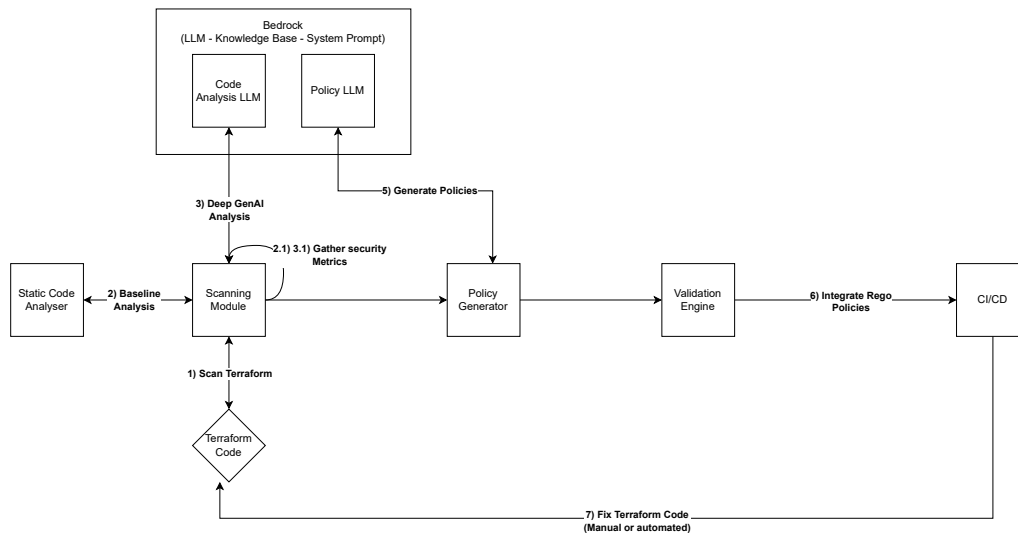 Bedrock
(LLM - Knowledge Base - System Prompt)
Code
Analysis LLM
Policy LLM
3) Deep GenAI
Analysis
5) Generate Policies
2.1) 3.1) Gather security
Metrics
Static Code
Analyser
2) Baseline
Analysis
Scanning
Module
Policy
Generator
Validation
Engine
6) Integrate Rego
Policies
CI/CD
1) Scan Terraform
Terraform
Code
7) Fix Terraform Code
(Manual or automated)